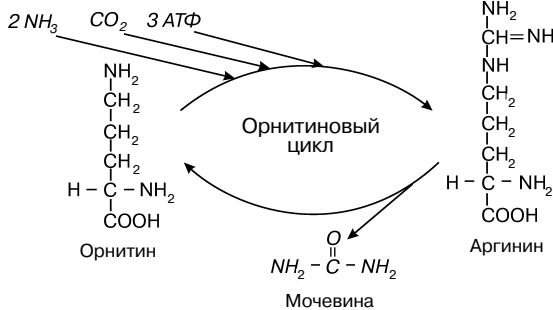 2 NH₃ CO₂ 3 АТФ
NH₂
CH₂
CH₂
CH₂
H – C – NH₂
COOH
Орнитин
Орнитиновый
цикл
NH₂
C=NH
NH
CH₂
CH₂
CH₂
H – C – NH₂
COOH
Аргинин
O
NH₂ – C – NH₂
Мочевина